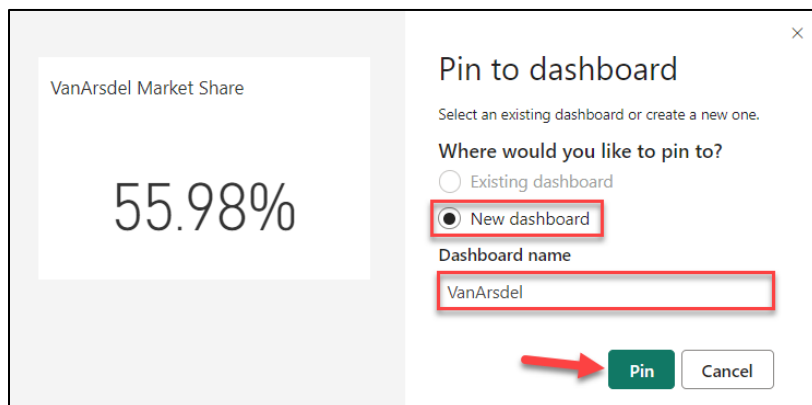 VanArsdel Market Share
55.98%
Pin to dashboard
Select an existing dashboard or create a new one.
Where would you like to pin to?
Existing dashboard
New dashboard
Dashboard name
VanArsdel
Pin
Cancel